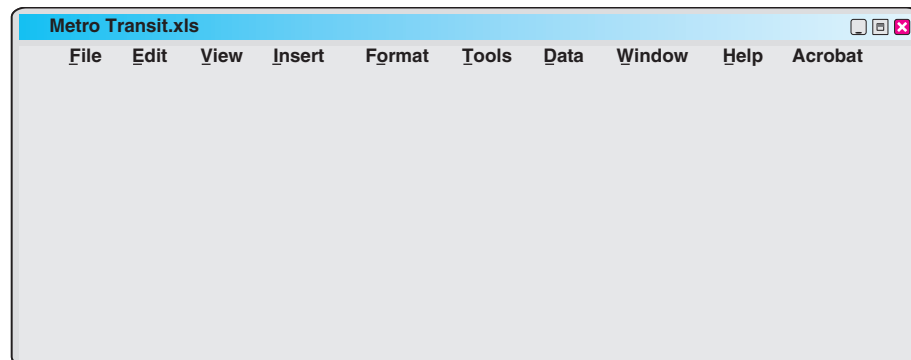 Metro Transit.xls
File Edit View Insert Format Tools Data Window Help Acrobat